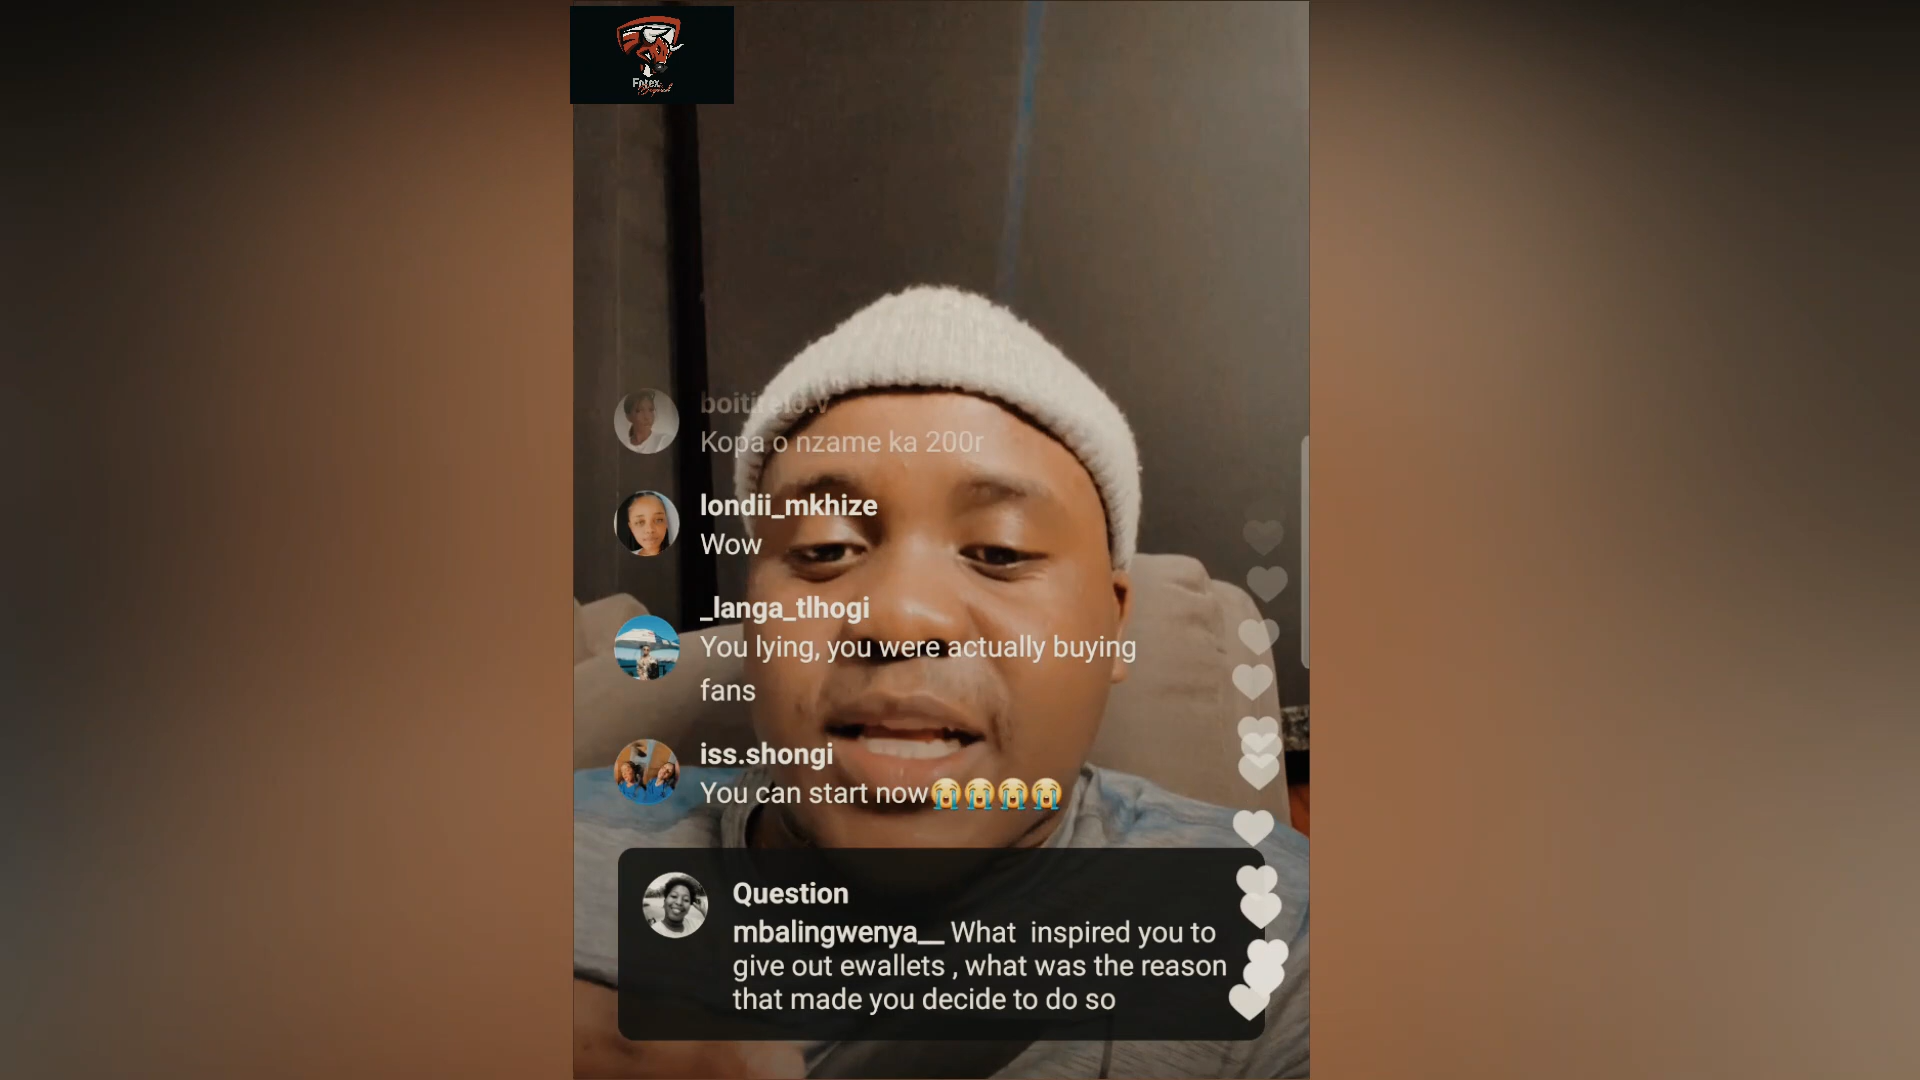 Forex
boitirelo.v
Kopa o nzame ka 200r
londii_mkhize
Wow
_langa_tlhogi
You lying, you were actually buying
fans
iss.shongi
You can start now😭😭😭😭
Question
mbalingwenya__ What inspired you to
give out ewallets , what was the reason
that made you decide to do so